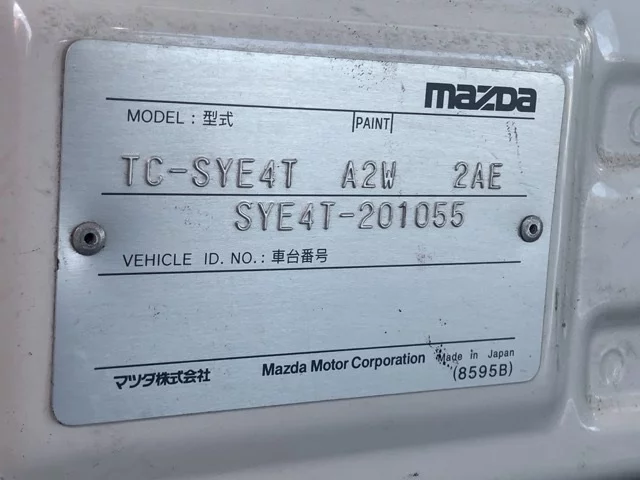 mazda
MODEL : 型式 PAINT
TC-SYE4T A2W 2AE
SYE4T-201055
VEHICLE ID. NO.: 車台番号
マツダ株式会社 Mazda Motor Corporation Made in Japan
(8595B)